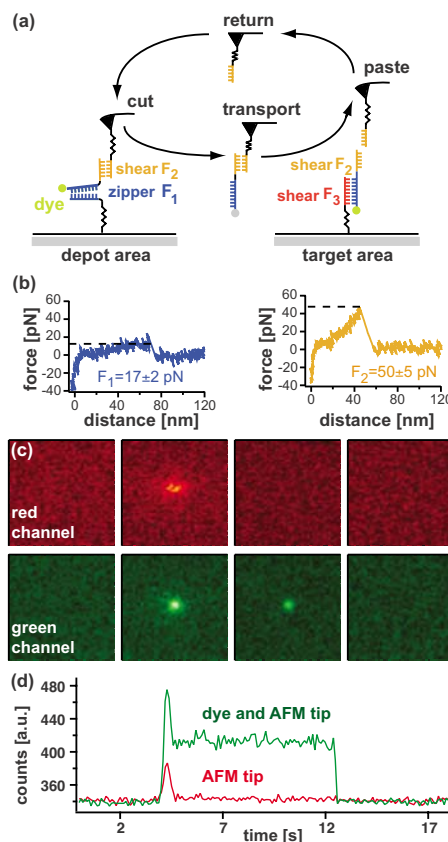 (a)
return
cut
transport
paste
shear F2
dye
zipper F1
shear F2
shear F3
depot area
target area
(b)
force [pN]
60
40
20
0
-20
-40
F1=17±2 pN
0 40 80 120
distance [nm]
force [pN]
60
40
20
0
-20
-40
F2=50±5 pN
0 40 80 120
distance [nm]
(c)
red
channel
green
channel
(d)
counts [a.u.]
480
440
400
360
dye and AFM tip
AFM tip
2 7 12 17
time [s]